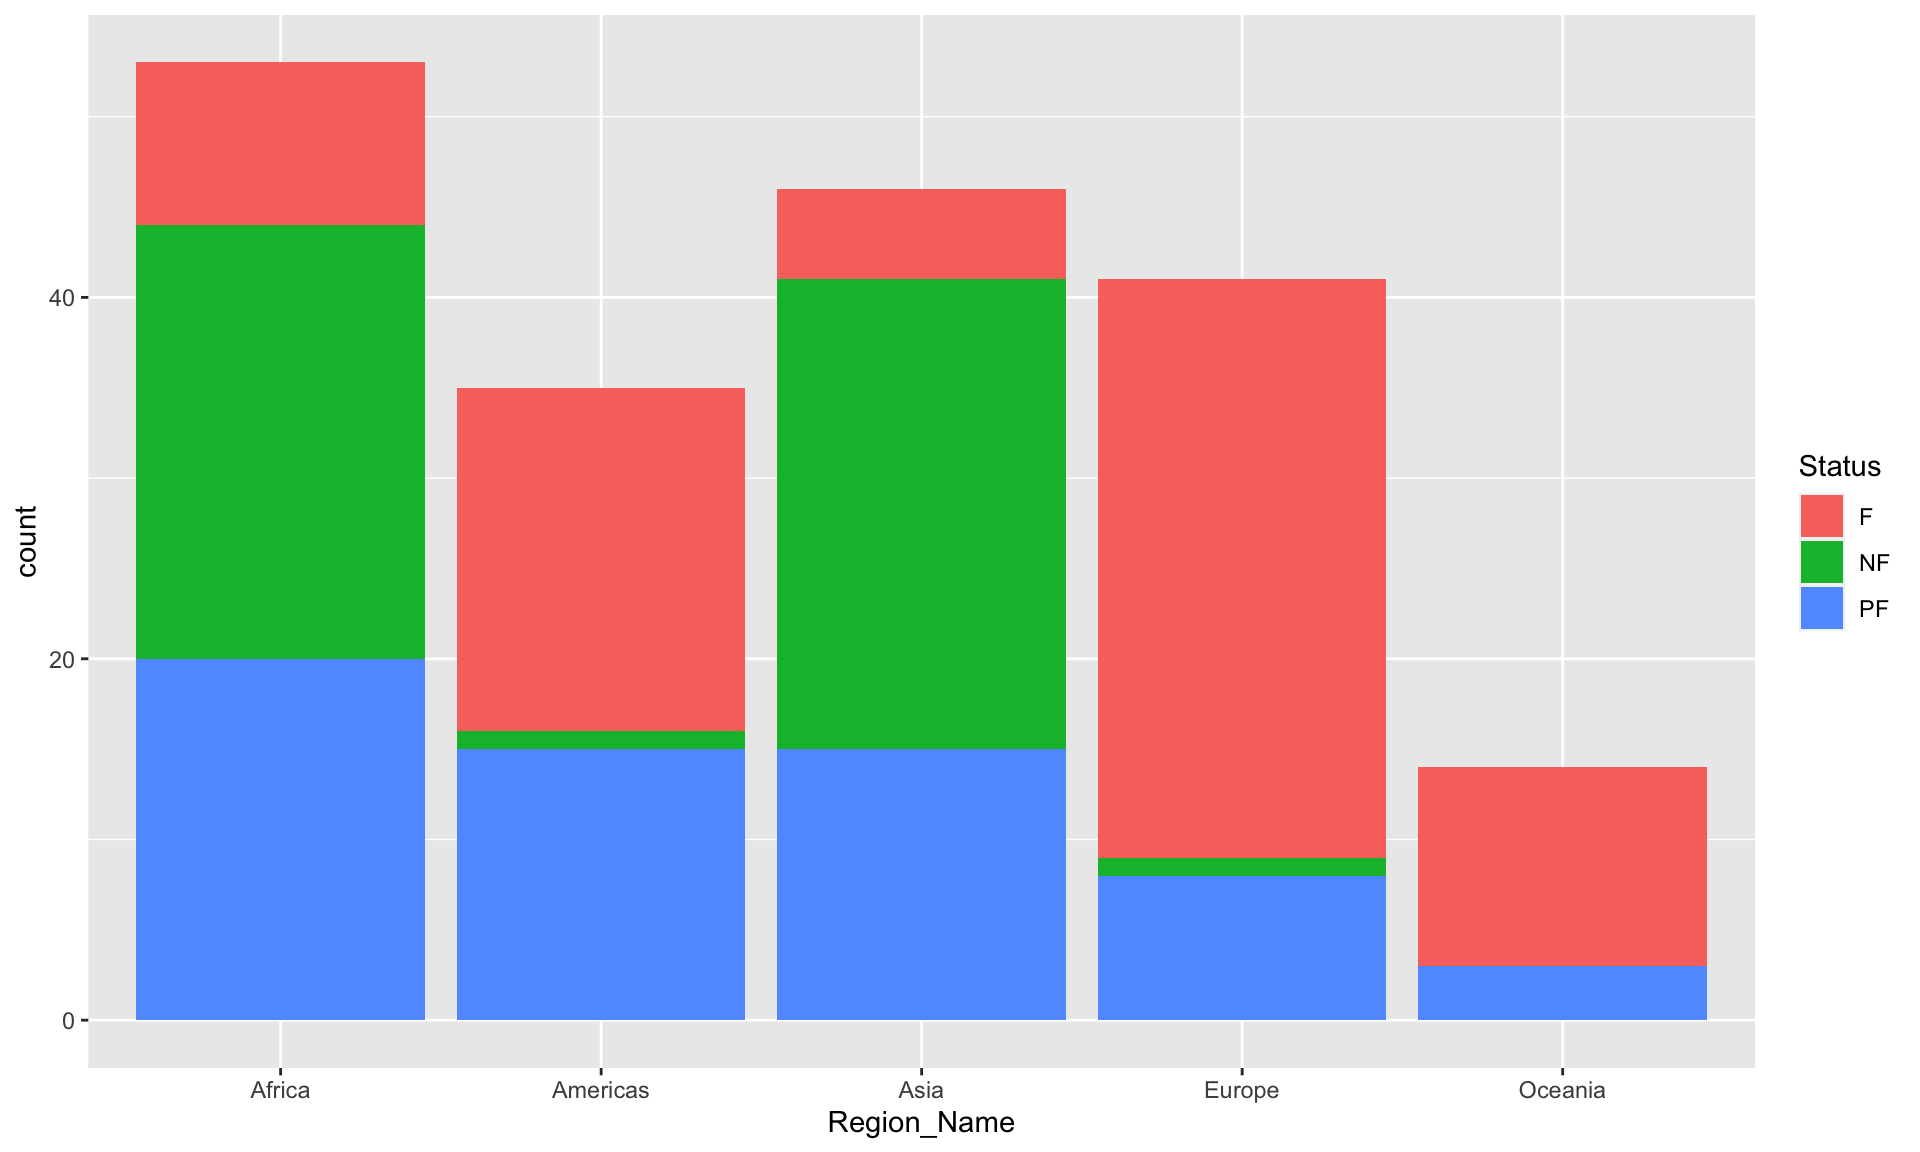 count
40
20
0
Africa
Americas
Asia
Europe
Oceania
Region_Name
Status
F
NF
PF